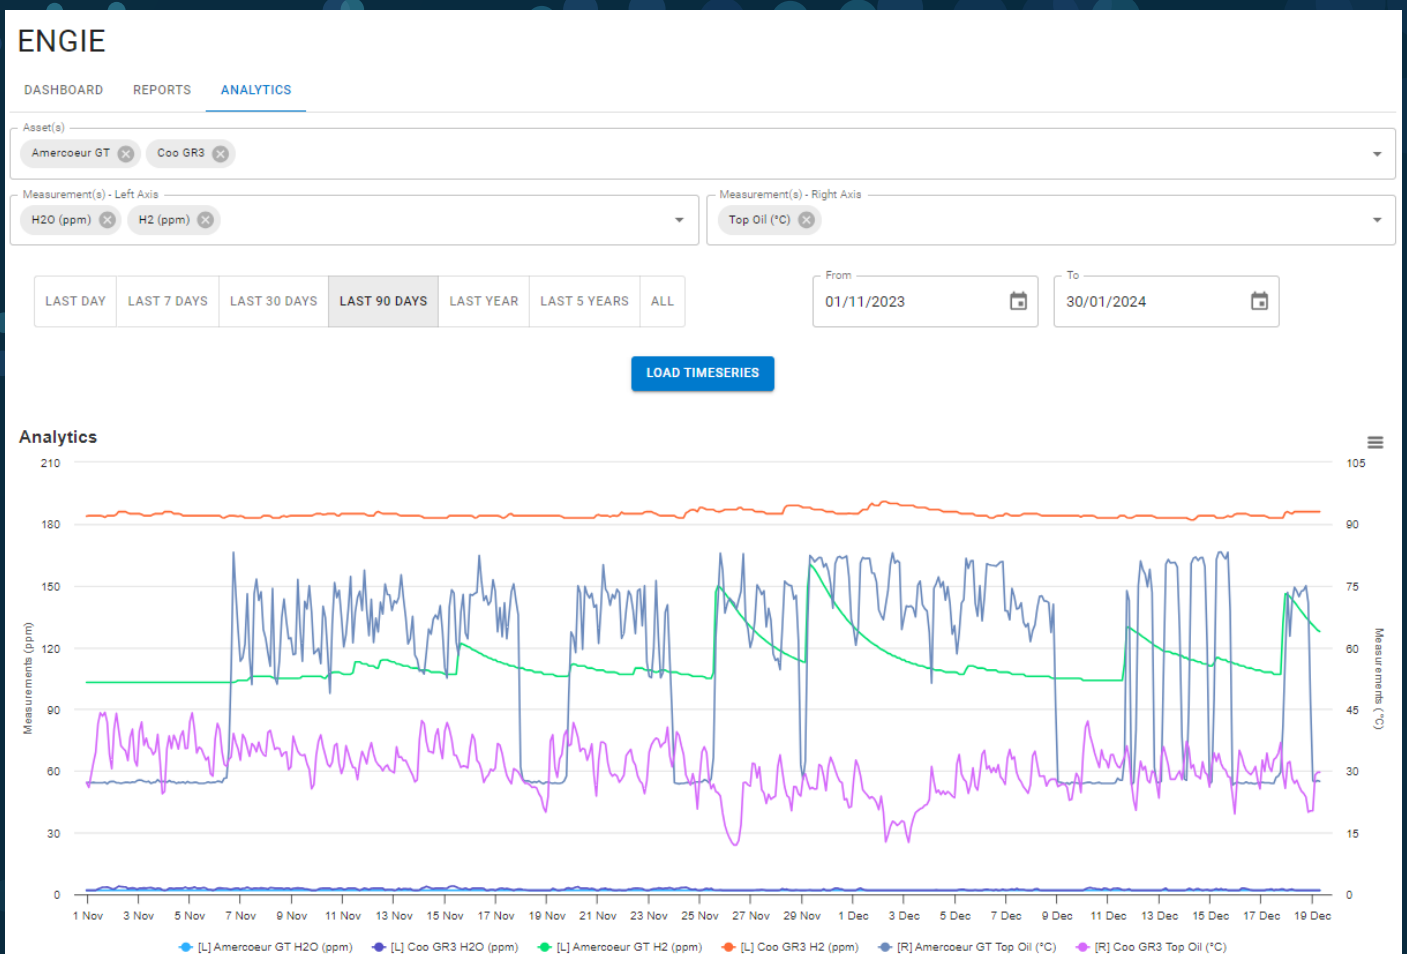 ENGIE
DASHBOARD REPORTS ANALYTICS
Asset(s)
Amercoeur GT Coo GR3
Measurement(s) - Left Axis Measurement(s) - Right Axis
H2O (ppm) H2 (ppm) Top Oil (°C)
From To
LAST DAY LAST 7 DAYS LAST 30 DAYS LAST 90 DAYS LAST YEAR LAST 5 YEARS ALL 01/11/2023 30/01/2024
LOAD TIMESERIES
Analytics
210 105
180 90
150 75
120 60
90 45
60 30
30 15
0 0
Measurements (ppm)
Measurements (°C)
1 Nov 3 Nov 5 Nov 7 Nov 9 Nov 11 Nov 13 Nov 15 Nov 17 Nov 19 Nov 21 Nov 23 Nov 25 Nov 27 Nov 29 Nov 1 Dec 3 Dec 5 Dec 7 Dec 9 Dec 11 Dec 13 Dec 15 Dec 17 Dec 19 Dec
[L] Amercoeur GT H2O (ppm) [L] Coo GR3 H2O (ppm) [L] Amercoeur GT H2 (ppm) [L] Coo GR3 H2 (ppm) [R] Amercoeur GT Top Oil (°C) [R] Coo GR3 Top Oil (°C)